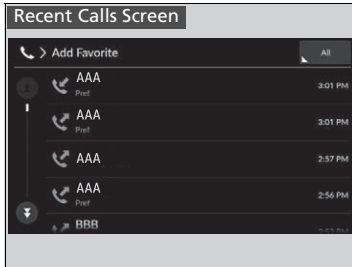 Recent Calls Screen
Add Favorite
All
AAA
Pref
3:01 PM
AAA
Pref
3:01 PM
AAA
2:57 PM
AAA
Pref
2:56 PM
BBB